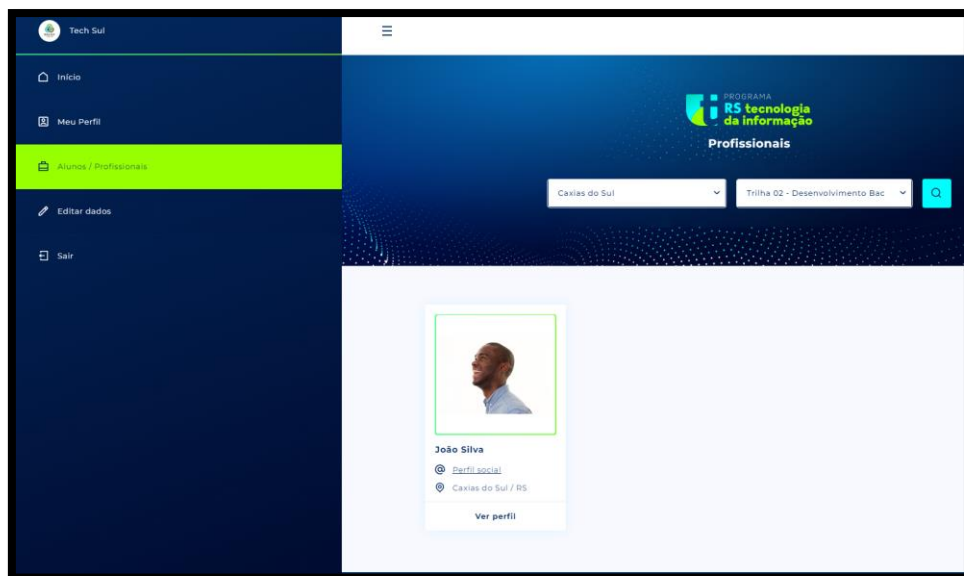 Tech Sul
Início
Meu Perfil
Alunos / Profissionais
Editar dados
Sair
PROGRAMA
RS tecnologia
da informação
Profissionais
Caxias do Sul
Trilha 02 - Desenvolvimento Bac
João Silva
Perfil social
Caxias do Sul / RS
Ver perfil